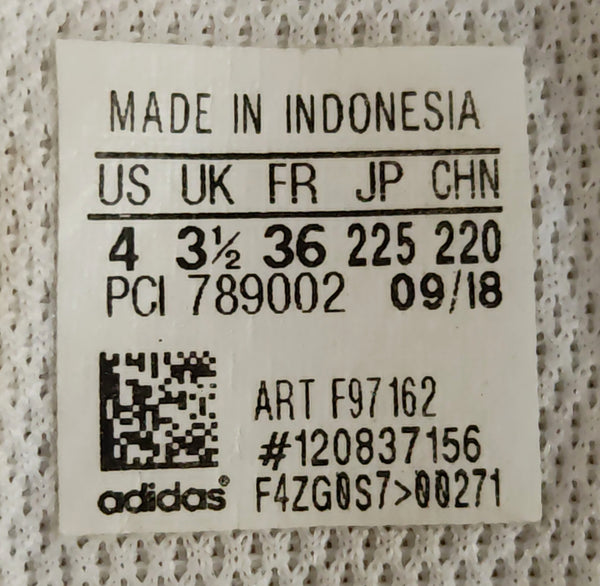 MADE IN INDONESIA
US UK FR JP CHN
4 3½ 36 225 220
PCI 789002 09/18
ART F97162
#120837156
adidas® F4ZG0S7>00271